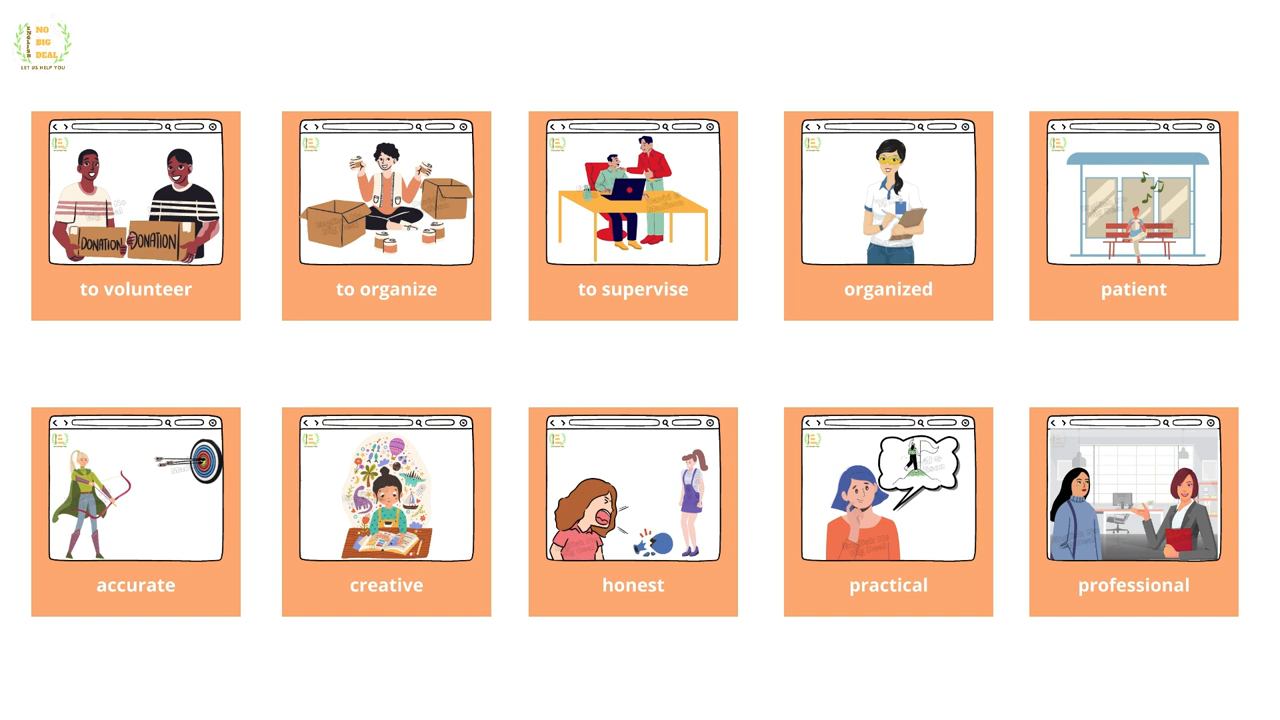 ENGLISH
NO
BIG
DEAL
LET US HELP YOU
DONATION
DONATION
to volunteer
to organize
to supervise
organized
patient
accurate
creative
honest
practical
professional